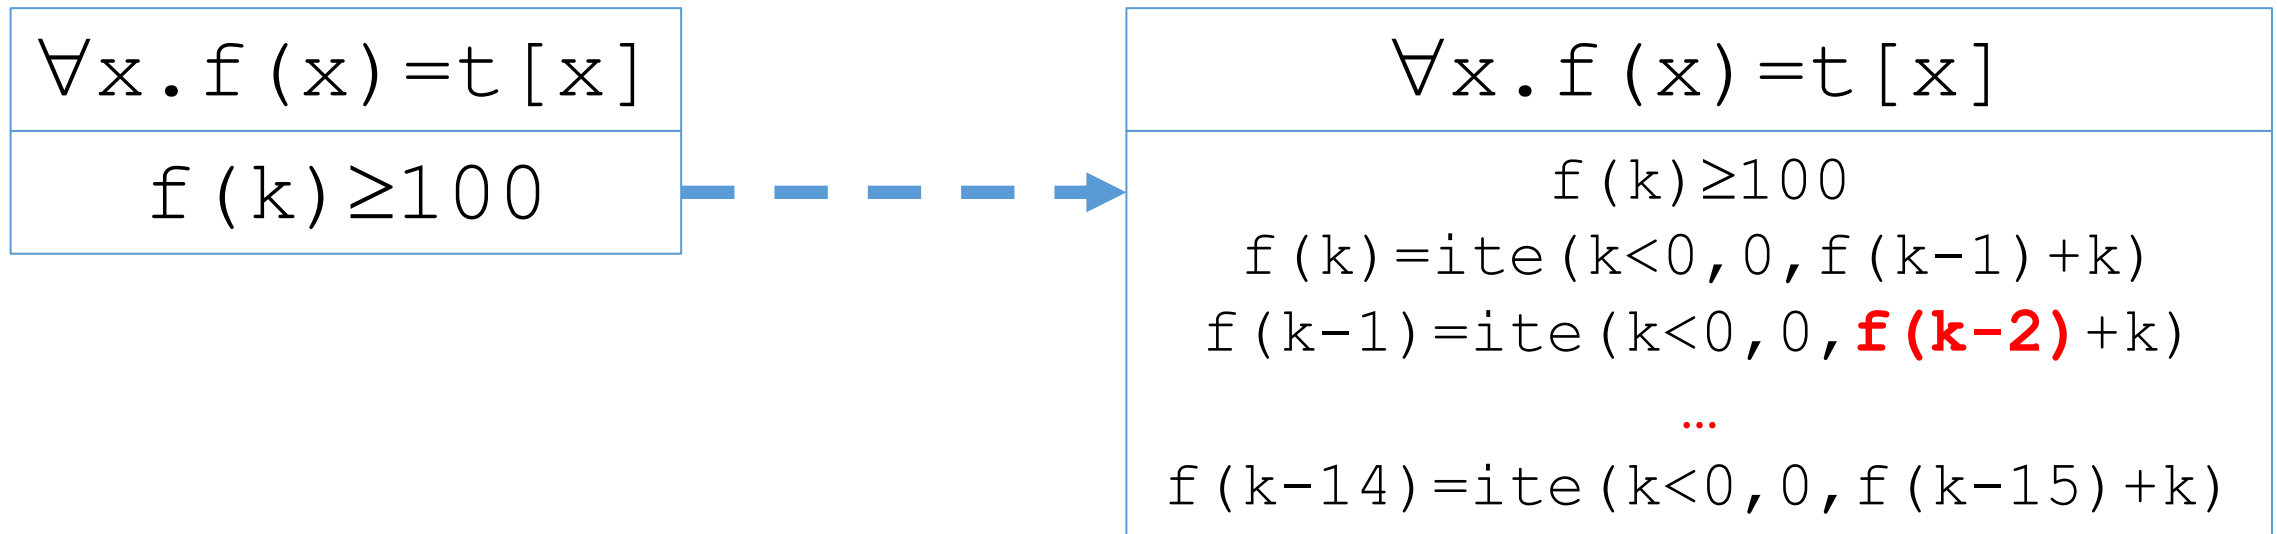 ∀x.f(x)=t[x]
f(k)≥100
∀x.f(x)=t[x]
f(k)≥100
f(k)=ite(k<0,0,f(k-1)+k)
f(k-1)=ite(k<0,0,f(k-2)+k)
…
f(k-14)=ite(k<0,0,f(k-15)+k)